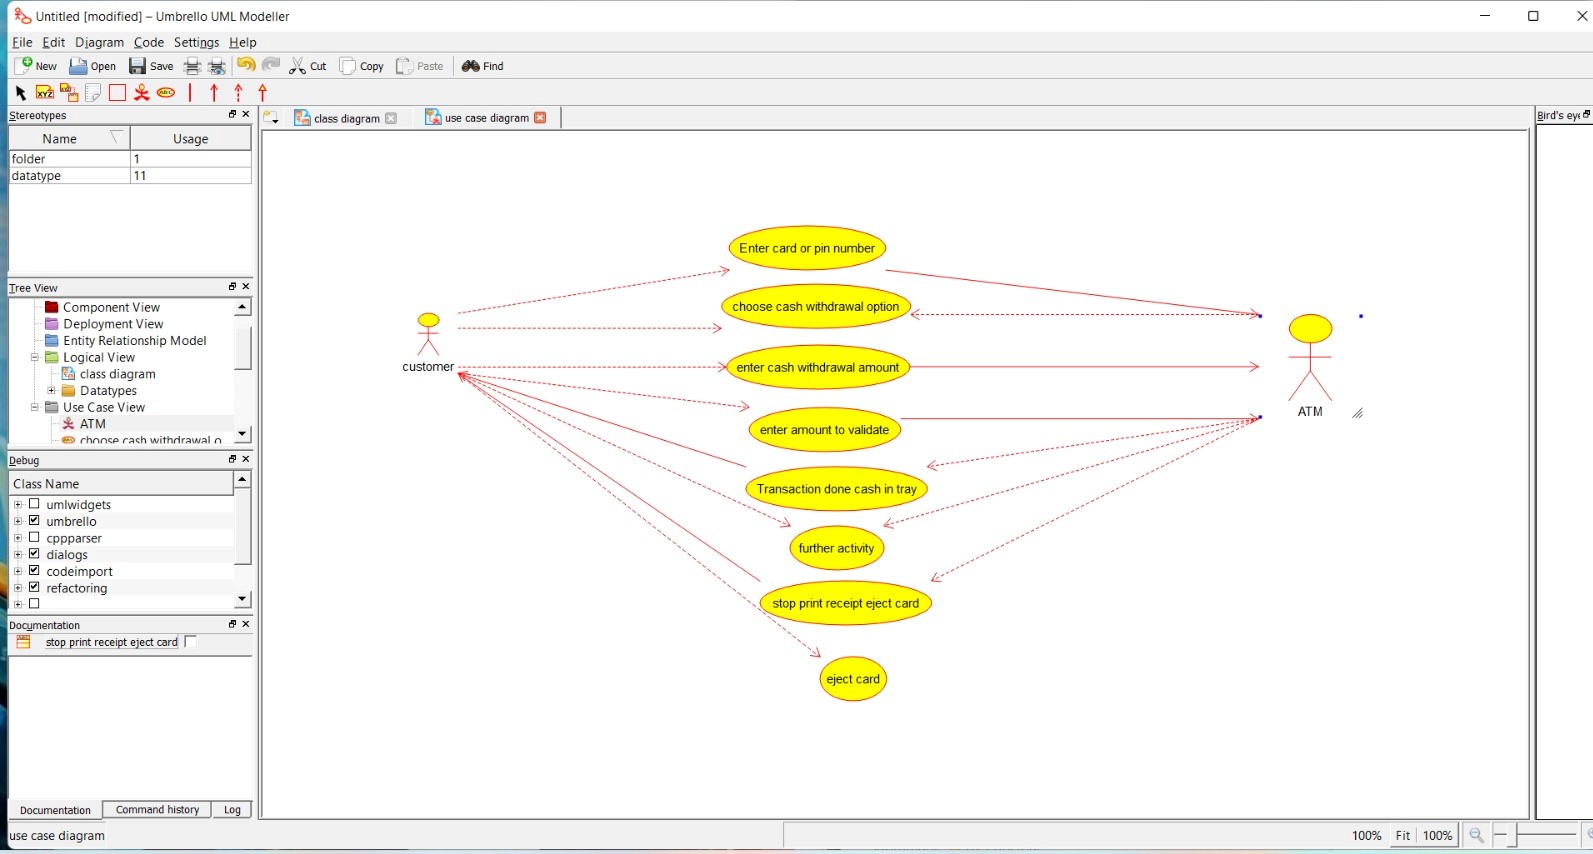 Untitled [modified] – Umbrello UML Modeller
File Edit Diagram Code Settings Help
New Open Save Cut Copy Paste Find
XYZ ABC
Stereotypes
Name Usage
folder 1
datatype 11
Tree View
Component View
Deployment View
Entity Relationship Model
Logical View
class diagram
Datatypes
Use Case View
ATM
choose cash withdrawal o
Debug
Class Name
umlwidgets
umbrello
cppparser
dialogs
codeimport
refactoring
Documentation
stop print receipt eject card
Documentation Command history Log
use case diagram
class diagram use case diagram
Bird's eye
Enter card or pin number
choose cash withdrawal option
customer
enter cash withdrawal amount
ATM
enter amount to validate
Transaction done cash in tray
further activity
stop print receipt eject card
eject card
100% Fit 100%